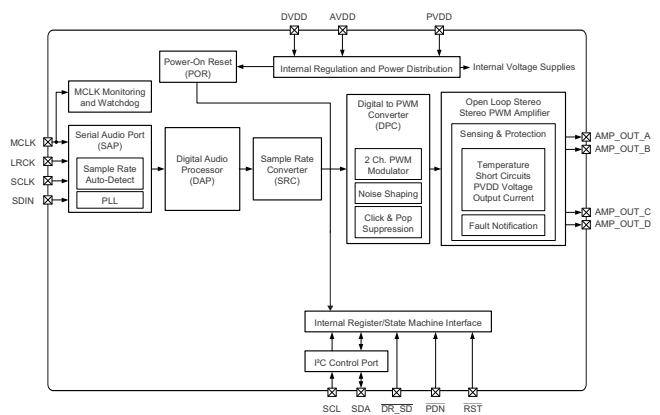 DVDD AVDD PVDD
Power-On Reset
(POR)
Internal Regulation and Power Distribution
Internal Voltage Supplies
MCLK Monitoring
and Watchdog
MCLK
LRCK
SCLK
SDIN
Serial Audio Port
(SAP)
Sample Rate
Auto-Detect
PLL
Digital Audio
Processor
(DAP)
Sample Rate
Converter
(SRC)
Digital to PWM
Converter
(DPC)
2 Ch. PWM
Modulator
Noise Shaping
Click & Pop
Suppression
Open Loop Stereo
Stereo PWM Amplifier
Sensing & Protection
Temperature
Short Circuits
PVDD Voltage
Output Current
Fault Notification
AMP_OUT_A
AMP_OUT_B
AMP_OUT_C
AMP_OUT_D
Internal Register/State Machine Interface
I²C Control Port
SCL SDA DR_SD PDN RST